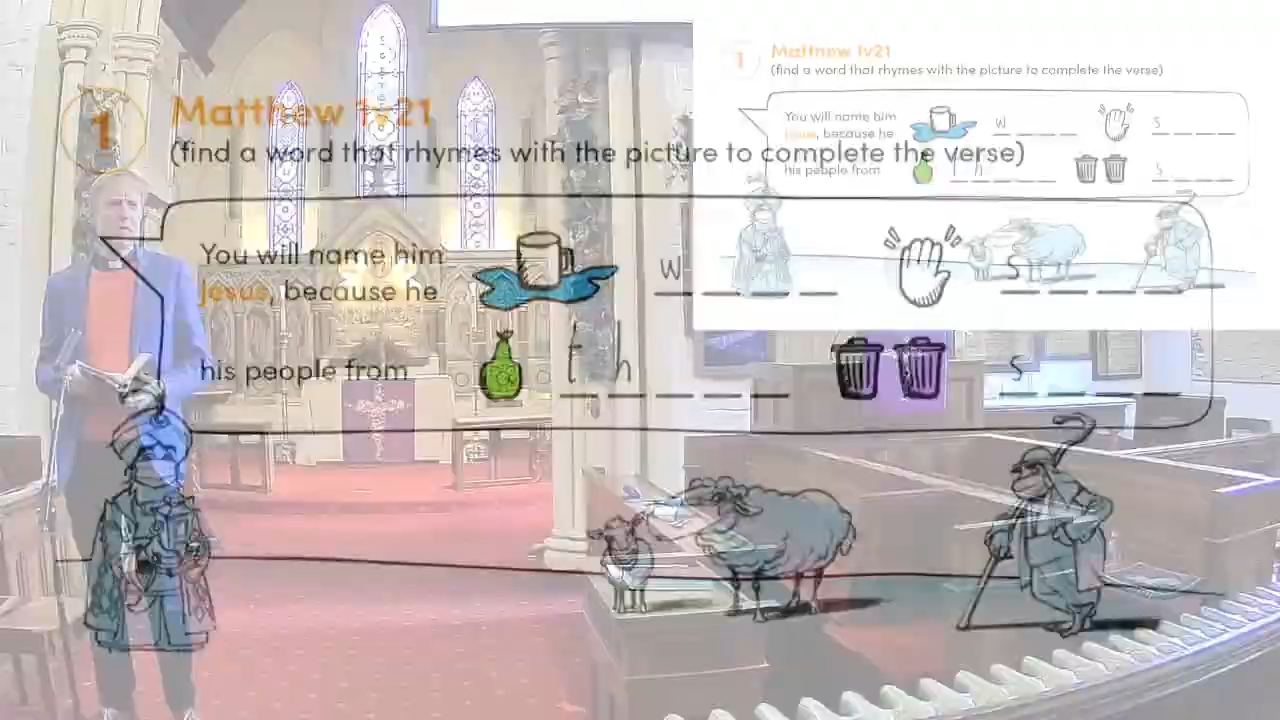 1 Matthew 1v21
(find a word that rhymes with the picture to complete the verse)
You will name him
Jesus, because he
W
S
his people from
t h
S
1 Matthew 1v21
(find a word that rhymes with the picture to complete the verse)
You will name him
Jesus, because he
W
S
his people from
t h
S